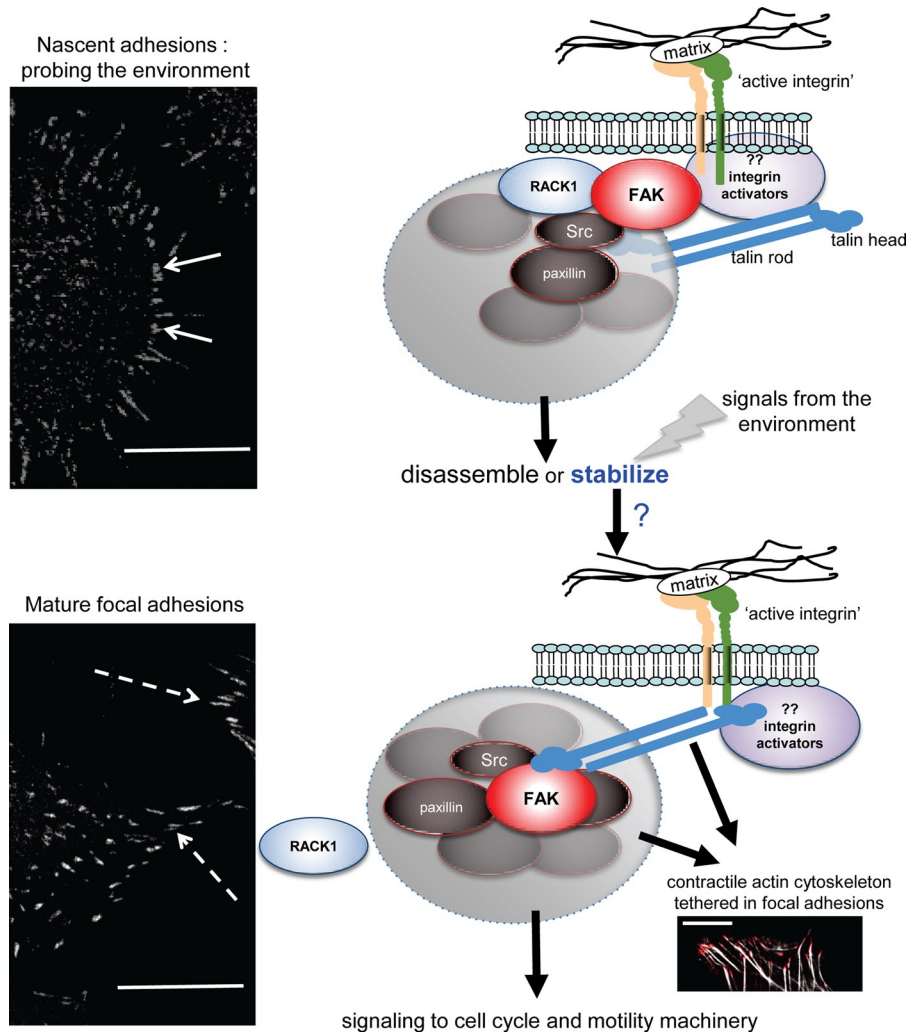 Nascent adhesions :
probing the environment
matrix
'active integrin'
RACK1
FAK
??
integrin
activators
Src
paxillin
talin rod
talin head
signals from the
environment
disassemble or stabilize
?
Mature focal adhesions
matrix
'active integrin'
??
integrin
activators
Src
paxillin
FAK
RACK1
contractile actin cytoskeleton
tethered in focal adhesions
signaling to cell cycle and motility machinery